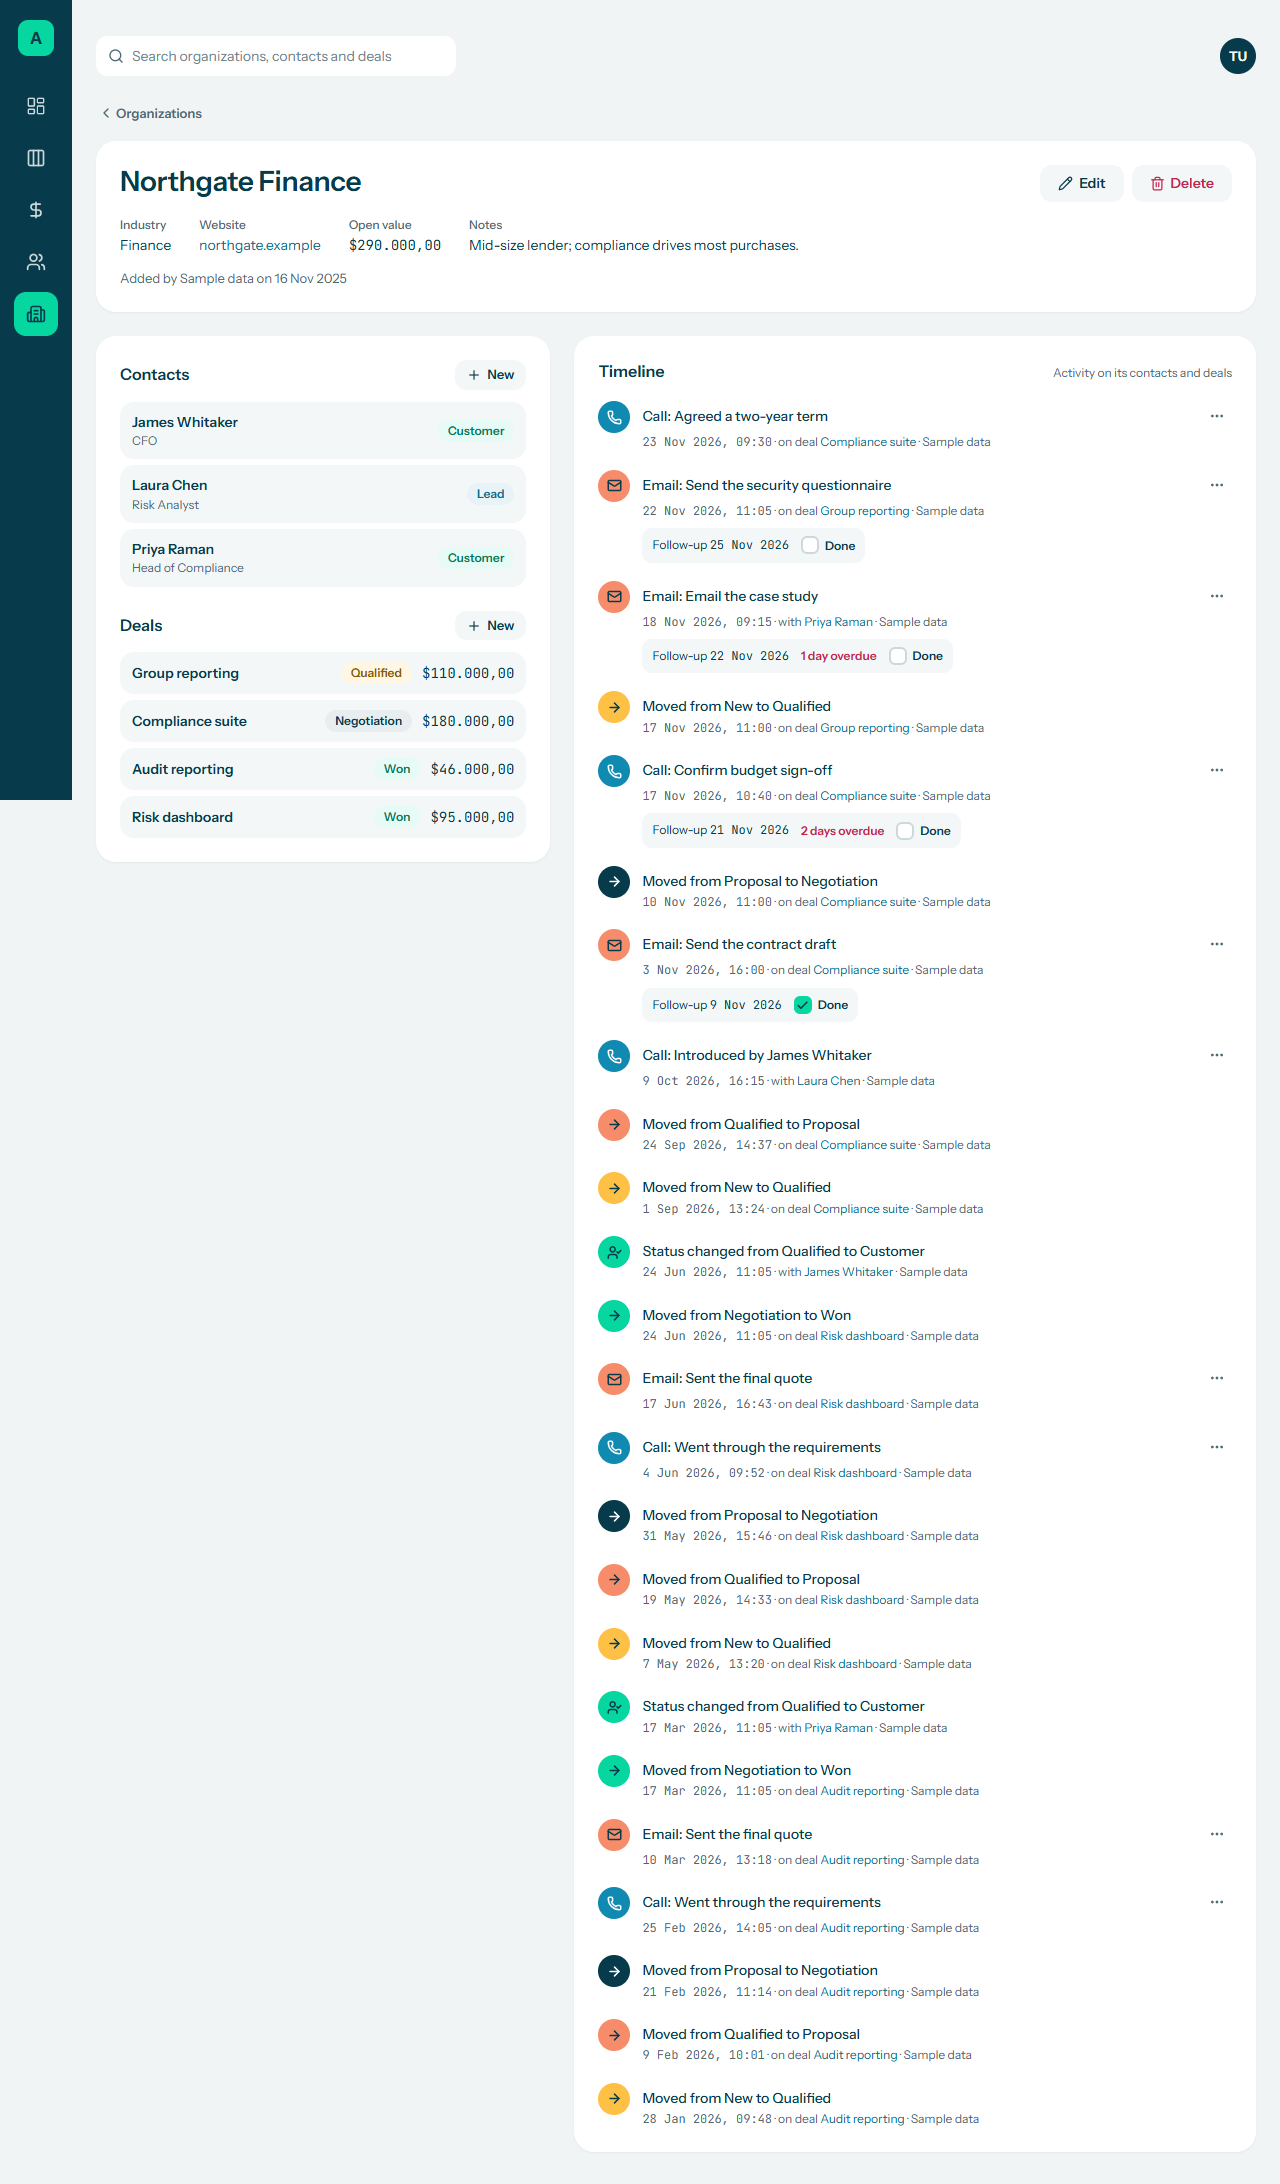 A
Search organizations, contacts and deals
TU
Organizations
Northgate Finance
Edit
Delete
Industry
Website
Open value
Notes
Finance
northgate.example
$290.000,00
Mid-size lender; compliance drives most purchases.
Added by Sample data on 16 Nov 2025
Contacts
New
James Whitaker
CFO
Customer
Laura Chen
Risk Analyst
Lead
Priya Raman
Head of Compliance
Customer
Deals
New
Group reporting
Qualified
$110.000,00
Compliance suite
Negotiation
$180.000,00
Audit reporting
Won
$46.000,00
Risk dashboard
Won
$95.000,00
Timeline
Activity on its contacts and deals
Call: Agreed a two-year term
23 Nov 2026, 09:30 · on deal Compliance suite · Sample data
Email: Send the security questionnaire
22 Nov 2026, 11:05 · on deal Group reporting · Sample data
Follow-up 25 Nov 2026 Done
Email: Email the case study
18 Nov 2026, 09:15 · with Priya Raman · Sample data
Follow-up 22 Nov 2026 1 day overdue Done
Moved from New to Qualified
17 Nov 2026, 11:00 · on deal Group reporting · Sample data
Call: Confirm budget sign-off
17 Nov 2026, 10:40 · on deal Compliance suite · Sample data
Follow-up 21 Nov 2026 2 days overdue Done
Moved from Proposal to Negotiation
10 Nov 2026, 11:00 · on deal Compliance suite · Sample data
Email: Send the contract draft
3 Nov 2026, 16:00 · on deal Compliance suite · Sample data
Follow-up 9 Nov 2026 Done
Call: Introduced by James Whitaker
9 Oct 2026, 16:15 · with Laura Chen · Sample data
Moved from Qualified to Proposal
24 Sep 2026, 14:37 · on deal Compliance suite · Sample data
Moved from New to Qualified
1 Sep 2026, 13:24 · on deal Compliance suite · Sample data
Status changed from Qualified to Customer
24 Jun 2026, 11:05 · with James Whitaker · Sample data
Moved from Negotiation to Won
24 Jun 2026, 11:05 · on deal Risk dashboard · Sample data
Email: Sent the final quote
17 Jun 2026, 16:43 · on deal Risk dashboard · Sample data
Call: Went through the requirements
4 Jun 2026, 09:52 · on deal Risk dashboard · Sample data
Moved from Proposal to Negotiation
31 May 2026, 15:46 · on deal Risk dashboard · Sample data
Moved from Qualified to Proposal
19 May 2026, 14:33 · on deal Risk dashboard · Sample data
Moved from New to Qualified
7 May 2026, 13:20 · on deal Risk dashboard · Sample data
Status changed from Qualified to Customer
17 Mar 2026, 11:05 · with Priya Raman · Sample data
Moved from Negotiation to Won
17 Mar 2026, 11:05 · on deal Audit reporting · Sample data
Email: Sent the final quote
10 Mar 2026, 13:18 · on deal Audit reporting · Sample data
Call: Went through the requirements
25 Feb 2026, 14:05 · on deal Audit reporting · Sample data
Moved from Proposal to Negotiation
21 Feb 2026, 11:14 · on deal Audit reporting · Sample data
Moved from Qualified to Proposal
9 Feb 2026, 10:01 · on deal Audit reporting · Sample data
Moved from New to Qualified
28 Jan 2026, 09:48 · on deal Audit reporting · Sample data